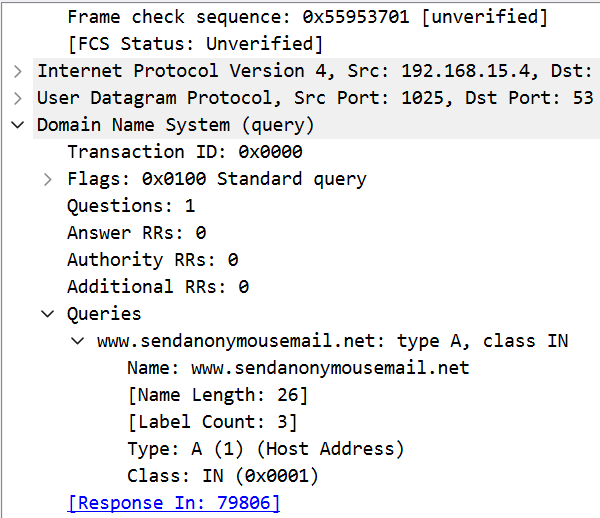 Frame check sequence: 0x55953701 [unverified]
[FCS Status: Unverified]
Internet Protocol Version 4, Src: 192.168.15.4, Dst:
User Datagram Protocol, Src Port: 1025, Dst Port: 53
Domain Name System (query)
Transaction ID: 0x0000
Flags: 0x0100 Standard query
Questions: 1
Answer RRs: 0
Authority RRs: 0
Additional RRs: 0
Queries
www.sendanonymousemail.net: type A, class IN
Name: www.sendanonymousemail.net
[Name Length: 26]
[Label Count: 3]
Type: A (1) (Host Address)
Class: IN (0x0001)
[Response In: 79806]